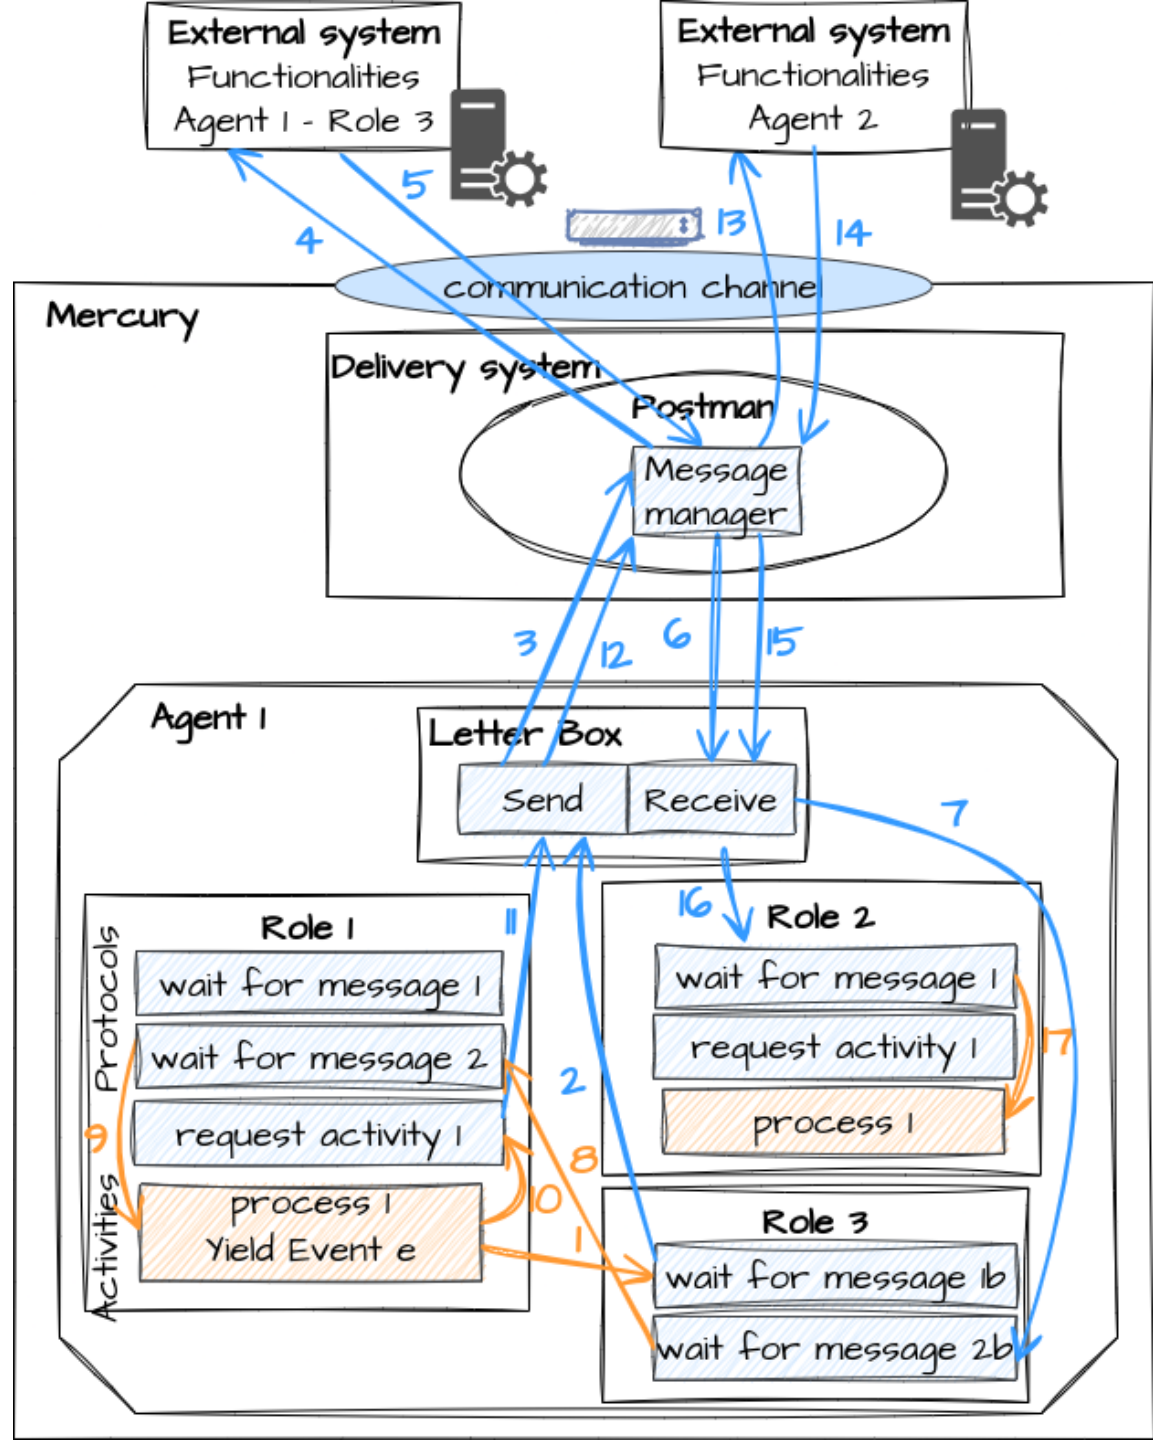 External system
Functionalities
Agent 1 - Role 3
External system
Functionalities
Agent 2
5
4
13
14
communication channel
Mercury
Delivery system
Postman
Message
manager
3
12
6
15
Agent 1
Letter Box
Send
Receive
7
16
11
Role 1
Protocols
wait for message 1
wait for message 2
request activity 1
9
Activities
process 1
Yield Event e
10
8
1
2
Role 2
wait for message 1
request activity 1
process 1
17
Role 3
wait for message 1b
wait for message 2b